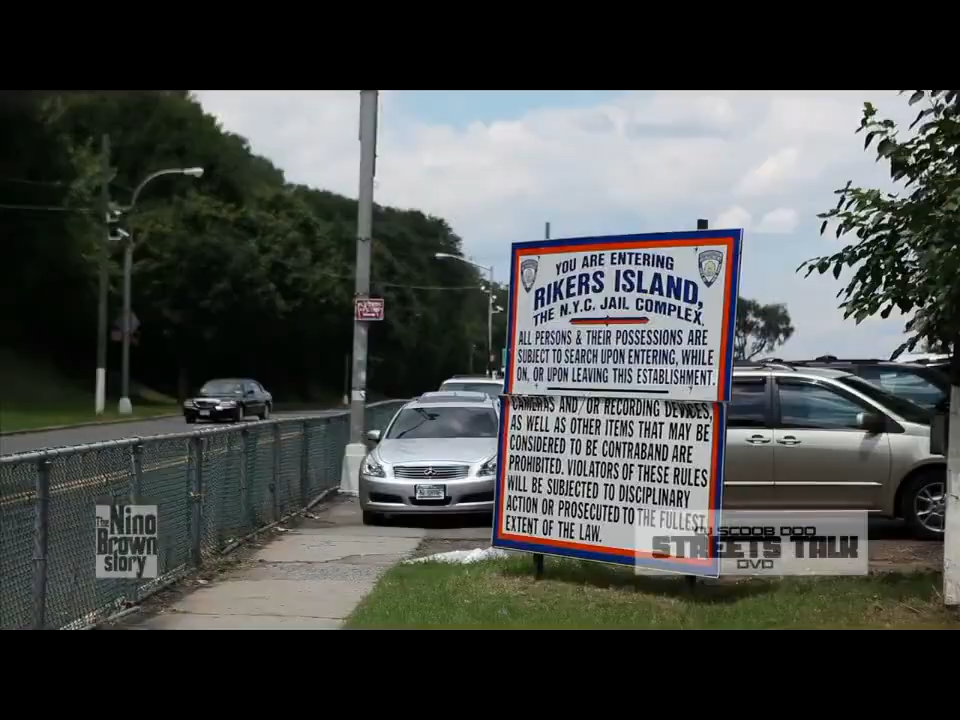 YOU ARE ENTERING
RIKERS ISLAND,
THE N.Y.C. JAIL COMPLEX.
ALL PERSONS & THEIR POSSESSIONS ARE
SUBJECT TO SEARCH UPON ENTERING, WHILE
ON, OR UPON LEAVING THIS ESTABLISHMENT.
CAMERAS AND/OR RECORDING DEVICES,
AS WELL AS OTHER ITEMS THAT MAY BE
CONSIDERED TO BE CONTRABAND ARE
PROHIBITED. VIOLATORS OF THESE RULES
WILL BE SUBJECTED TO DISCIPLINARY
ACTION OR PROSECUTED TO THE FULLEST
EXTENT OF THE LAW.
The Nino
Brown
story
DJ SCOOB DOO
STREETS TALK
DVD